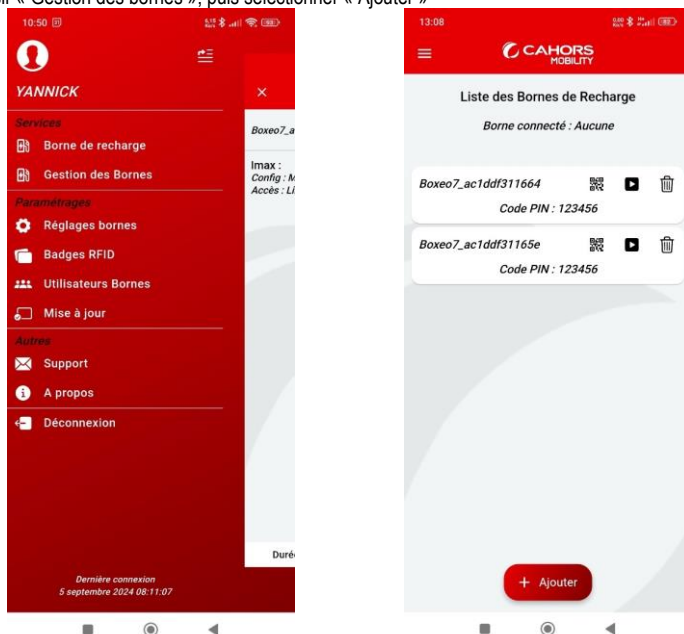 « Gestion des bornes », puis sélectionner « Ajouter »
10:50
YANNICK
Services
Borne de recharge
Gestion des Bornes
Paramétrages
Réglages bornes
Badges RFID
Utilisateurs Bornes
Mise à jour
Autres
Support
A propos
Déconnexion
Dernière connexion
5 septembre 2024 08:11:07
Boxeo7_a
Imax :
Config : M
Accès : Li
Duré
13:08
CAHORS
MOBILITY
Liste des Bornes de Recharge
Borne connecté : Aucune
Boxeo7_ac1ddf311664
Code PIN : 123456
Boxeo7_ac1ddf31165e
Code PIN : 123456
+ Ajouter